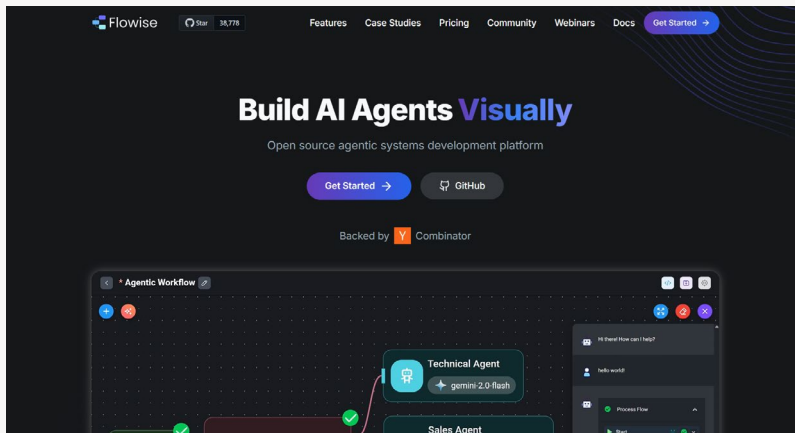 Flowise
Star 38,778
Features Case Studies Pricing Community Webinars Docs Get Started →
Build AI Agents Visually
Open source agentic systems development platform
Get Started →
GitHub
Backed by Y Combinator
* Agentic Workflow
Hi there! How can I help?
hello world!
Technical Agent
gemini-2.0-flash
Process Flow
Start
Sales Agent